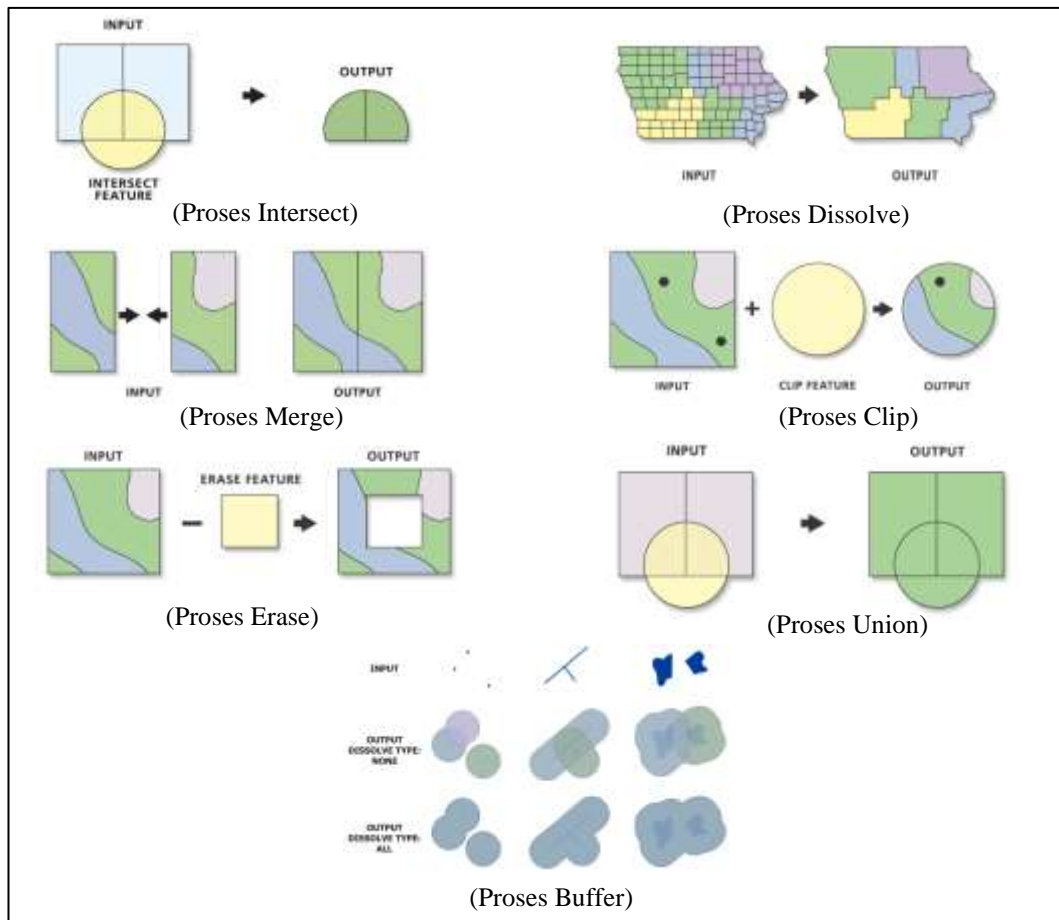 INPUT
OUTPUT
INTERSECT
FEATURE
(Proses Intersect)
INPUT
OUTPUT
(Proses Dissolve)
INPUT
OUTPUT
(Proses Merge)
INPUT
CLIP FEATURE
OUTPUT
(Proses Clip)
INPUT
ERASE FEATURE
OUTPUT
(Proses Erase)
INPUT
OUTPUT
(Proses Union)
INPUT
OUTPUT
DISSOLVE TYPE:
NONE
OUTPUT
DISSOLVE TYPE:
ALL
(Proses Buffer)